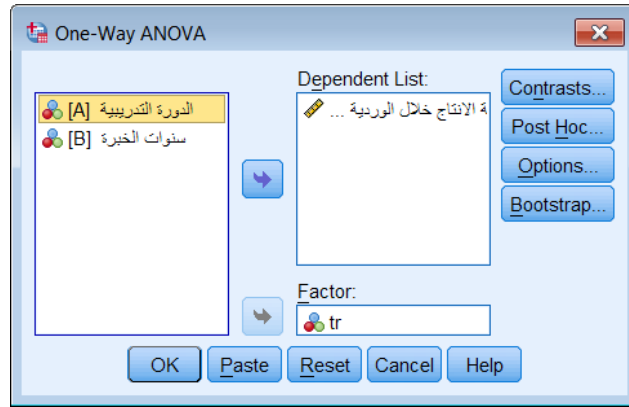 One-Way ANOVA
الدورة التدريبية [A]
سنوات الخبرة [B]
Dependent List:
ة الانتاج خلال الوردية ...
Factor:
tr
Contrasts...
Post Hoc...
Options...
Bootstrap...
OK Paste Reset Cancel Help